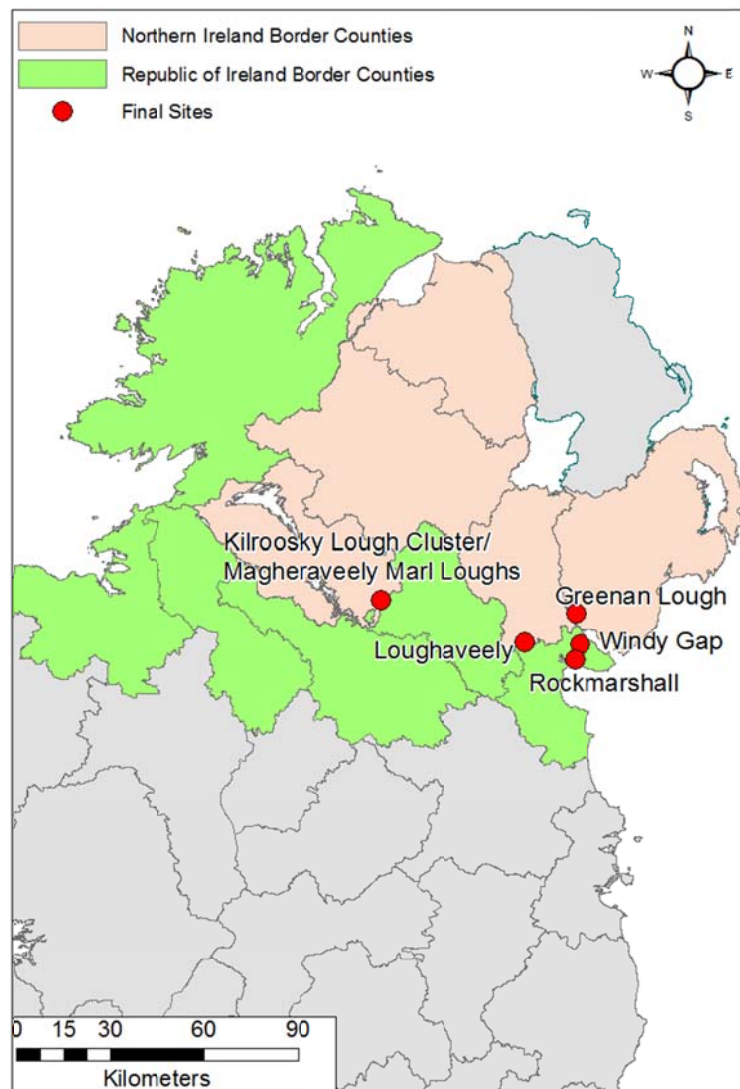 Northern Ireland Border Counties
Republic of Ireland Border Counties
Final Sites
N
W
E
S
Kilroosky Lough Cluster/
Magheraveely Marl Loughs
Greenan Lough
Loughaveely
Windy Gap
Rockmarshall
0 15 30 60 90
Kilometers